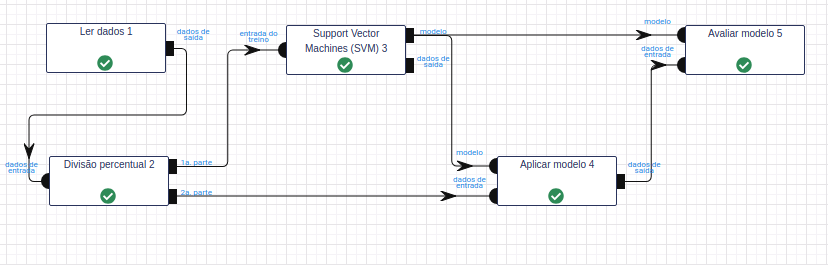 Ler dados 1
dados de
saída
entrada do
treino
Support Vector
Machines (SVM) 3
modelo
dados de
saída
modelo
dados de
entrada
Avaliar modelo 5
dados de
entrada
Divisão percentual 2
1a. parte
2a. parte
modelo
dados de
entrada
Aplicar modelo 4
dados de
saída